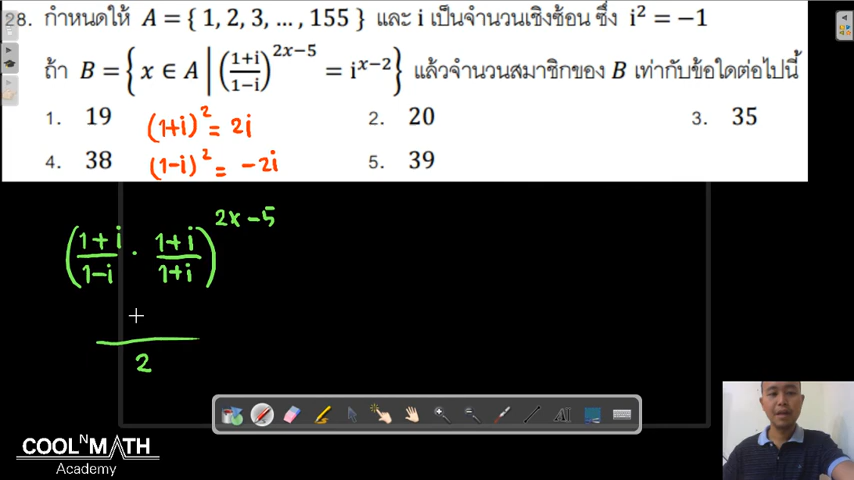 28. กำหนดให้ A = { 1, 2, 3, ..., 155 } และ i เป็นจำนวนเชิงซ้อน ซึ่ง i² = −1
ถ้า B = { x ∈ A | ((1+i)/(1−i))^(2x−5) = i^(x−2) } แล้วจำนวนสมาชิกของ B เท่ากับข้อใดต่อไปนี้
1. 19 (1+i)² = 2i 2. 20 3. 35
4. 38 (1-i)² = -2i 5. 39
((1+i)/(1-i) · (1+i)/(1+i))^(2x-5)
2
COOL N MATH
Academy